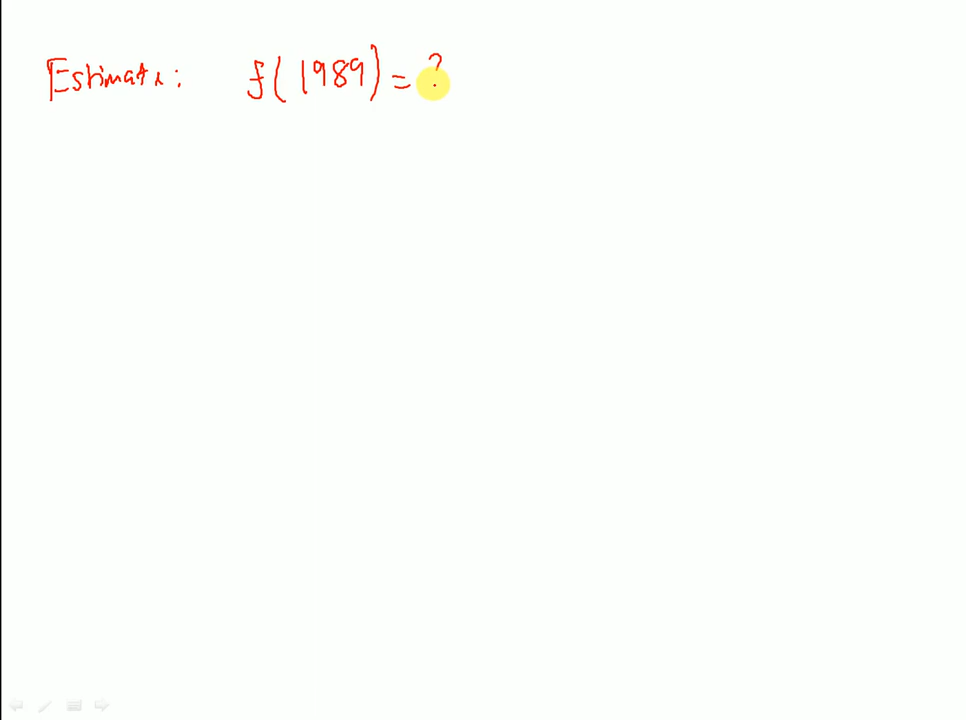 Estimate: f(1989) = ?